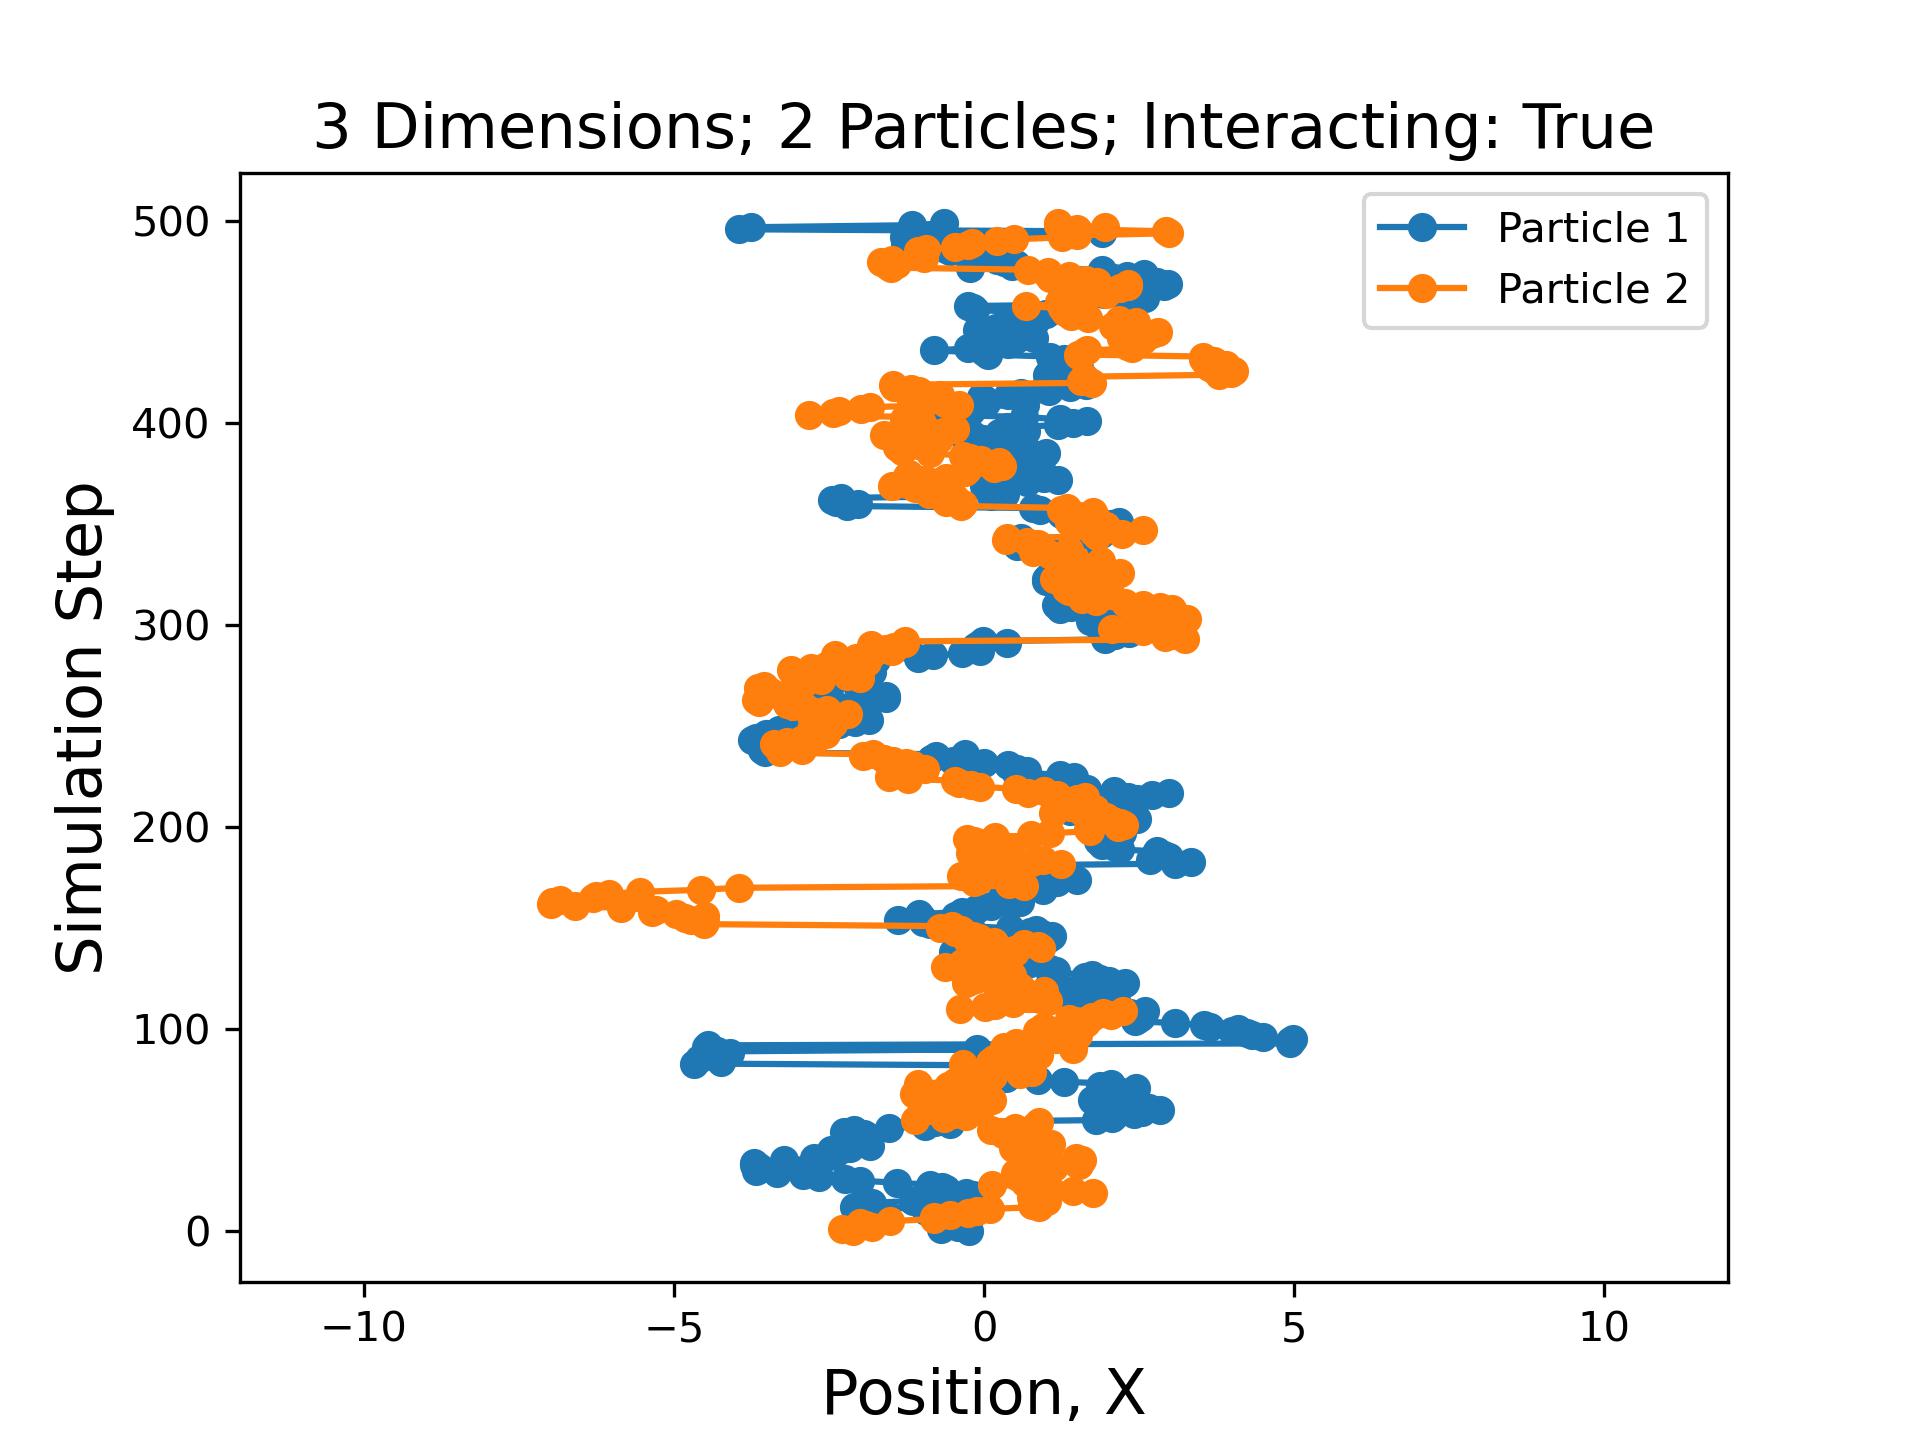 3 Dimensions; 2 Particles; Interacting: True
Particle 1
Particle 2
500
400
300
200
100
0
Simulation Step
−10
−5
0
5
10
Position, X